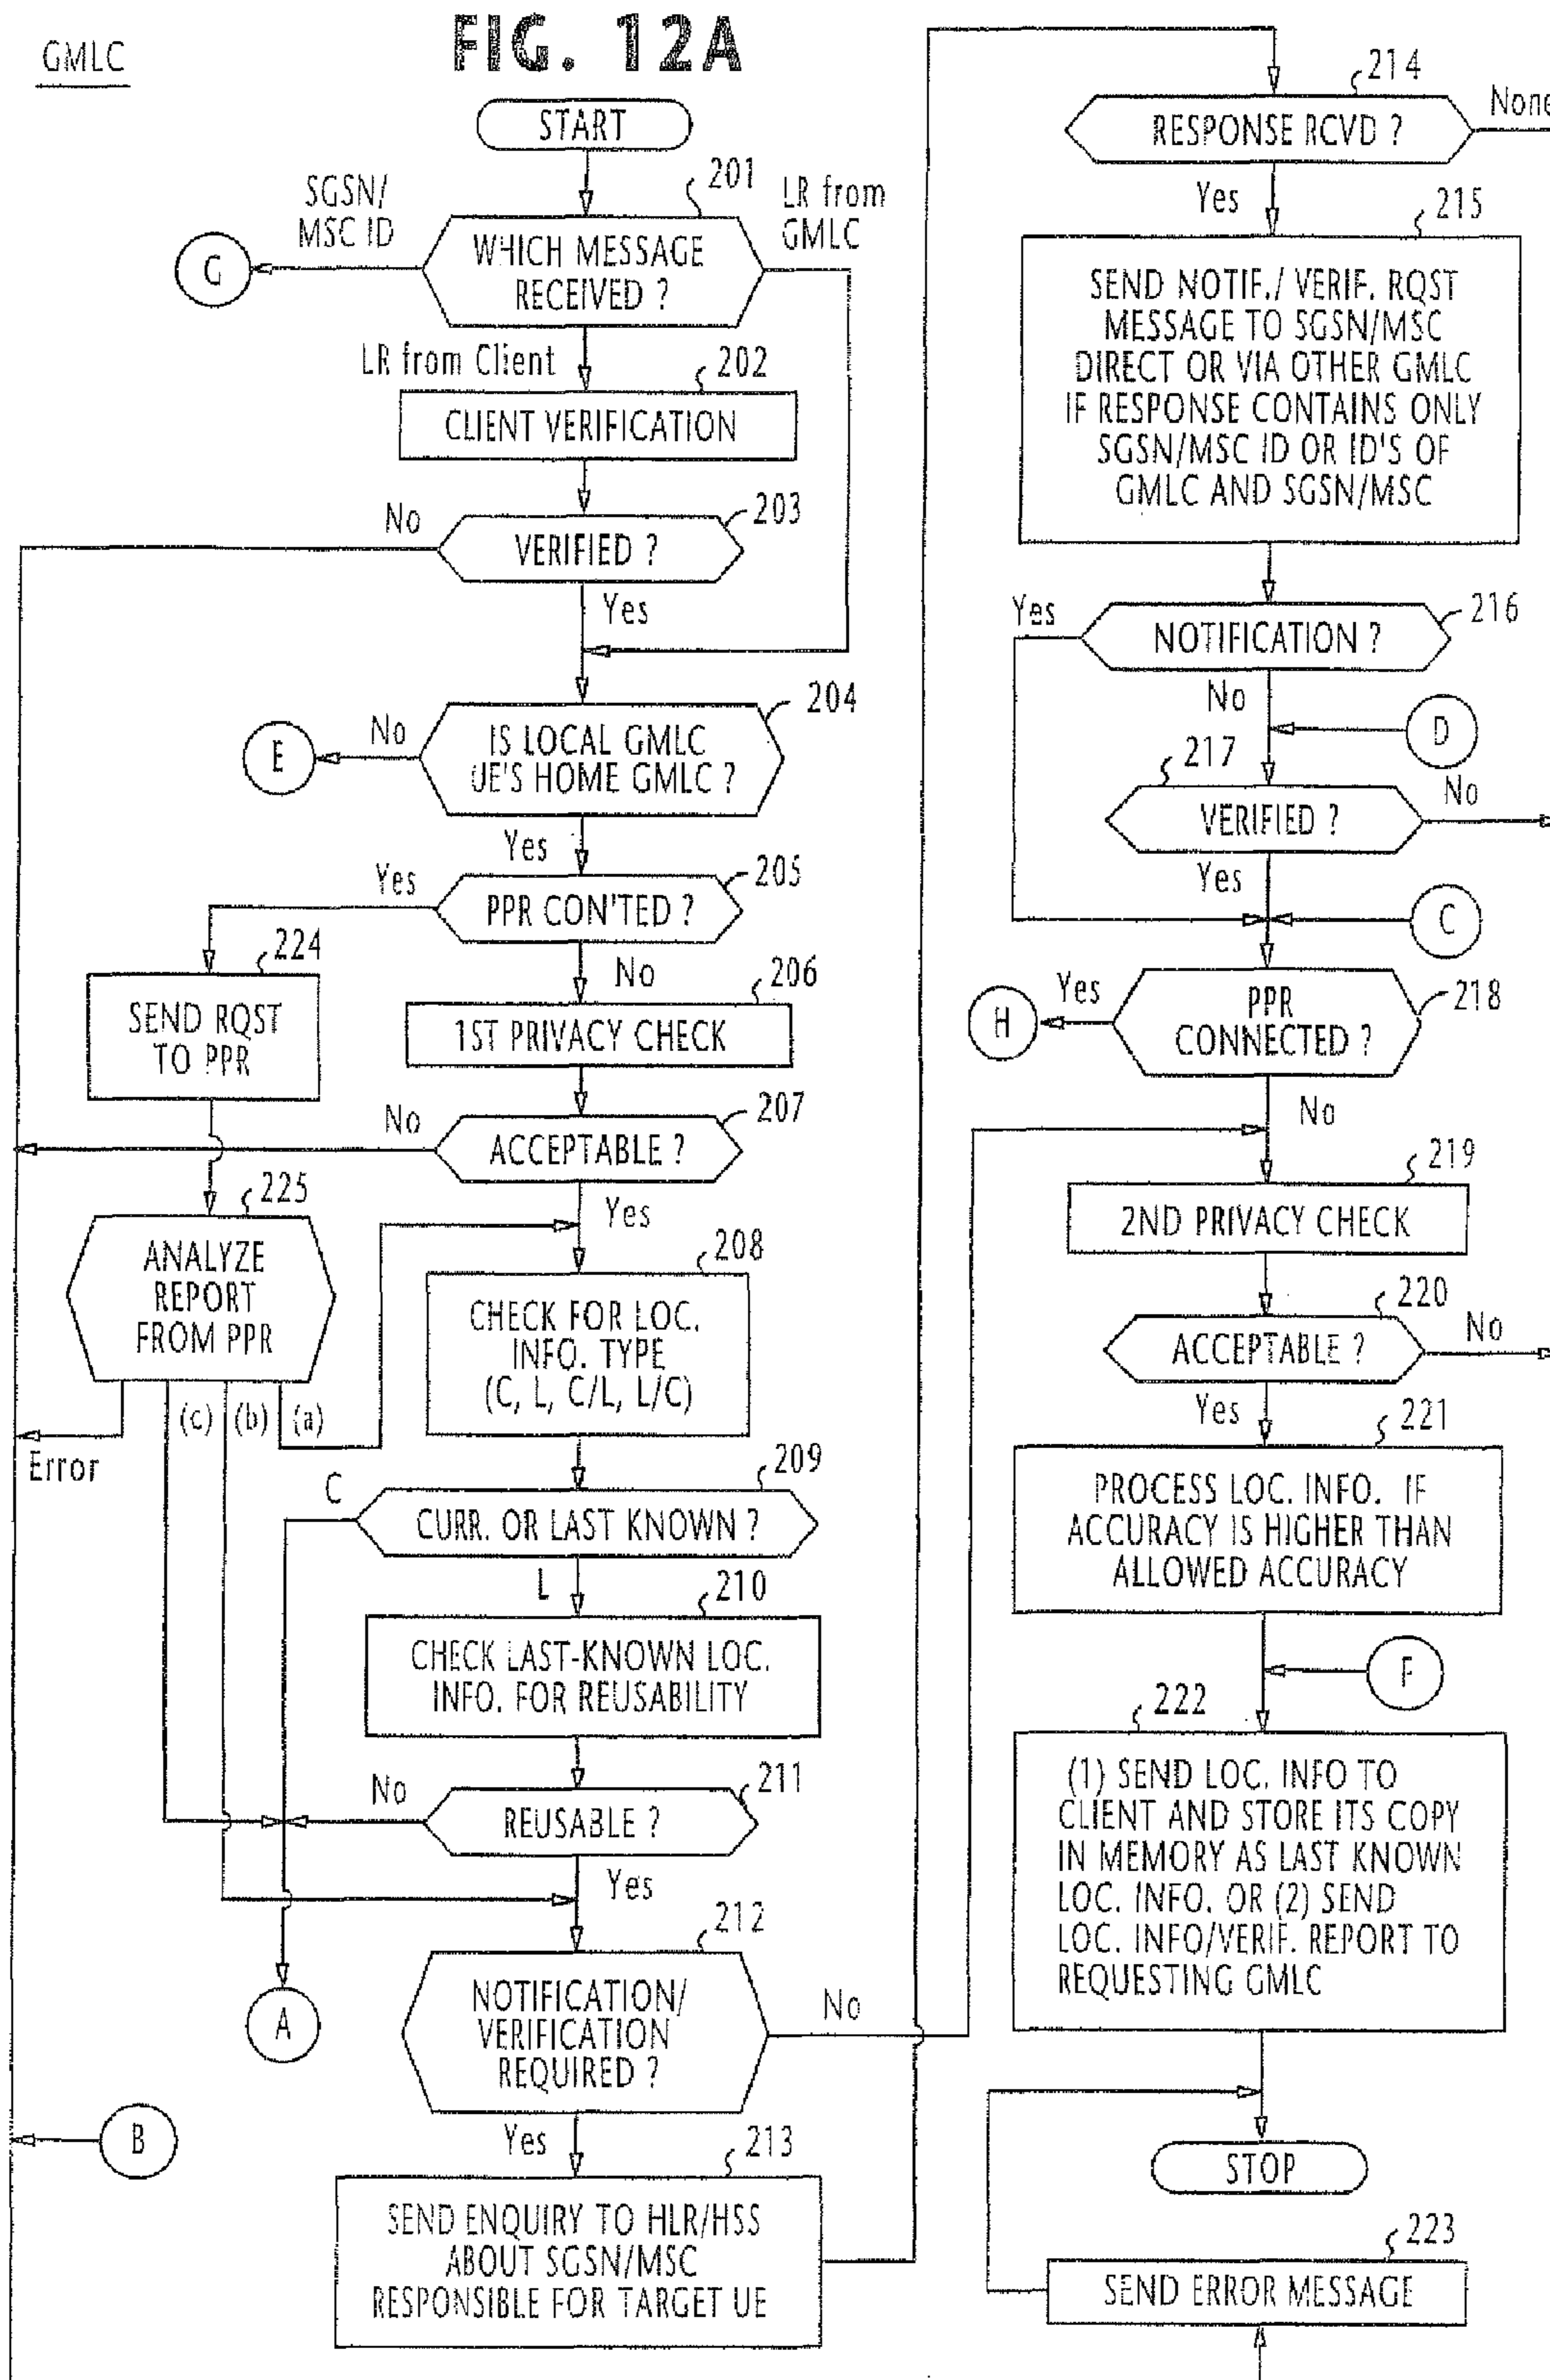 GMLC
FIG. 12A
START
SGSN/
MSC ID
201
LR from
GMLC
G
WHICH MESSAGE
RECEIVED ?
LR from Client
202
CLIENT VERIFICATION
No
203
VERIFIED ?
Yes
204
E
No
IS LOCAL GMLC
UE'S HOME GMLC ?
Yes
Yes
205
PPR CON'TED ?
224
No
206
SEND RQST
TO PPR
1ST PRIVACY CHECK
No
207
ACCEPTABLE ?
225
Yes
ANALYZE
REPORT
FROM PPR
208
CHECK FOR LOC.
INFO. TYPE
(C, L, C/L, L/C)
(c)
(b)
(a)
Error
C
209
CURR. OR LAST KNOWN ?
L
210
CHECK LAST-KNOWN LOC.
INFO. FOR REUSABILITY
No
211
REUSABLE ?
Yes
212
A
NOTIFICATION/
VERIFICATION
REQUIRED ?
No
B
Yes
213
SEND ENQUIRY TO HLR/HSS
ABOUT SGSN/MSC
RESPONSIBLE FOR TARGET UE
214
None
RESPONSE RCVD ?
Yes
215
SEND NOTIF./ VERIF. RQST
MESSAGE TO SGSN/MSC
DIRECT OR VIA OTHER GMLC
IF RESPONSE CONTAINS ONLY
SGSN/MSC ID OR ID'S OF
GMLC AND SGSN/MSC
Yes
216
NOTIFICATION ?
No
D
217
No
VERIFIED ?
Yes
C
H
Yes
PPR
CONNECTED ?
218
No
219
2ND PRIVACY CHECK
220
No
ACCEPTABLE ?
Yes
221
PROCESS LOC. INFO. IF
ACCURACY IS HIGHER THAN
ALLOWED ACCURACY
F
222
(1) SEND LOC. INFO TO
CLIENT AND STORE ITS COPY
IN MEMORY AS LAST KNOWN
LOC. INFO. OR (2) SEND
LOC. INFO/VERIF. REPORT TO
REQUESTING GMLC
STOP
223
SEND ERROR MESSAGE